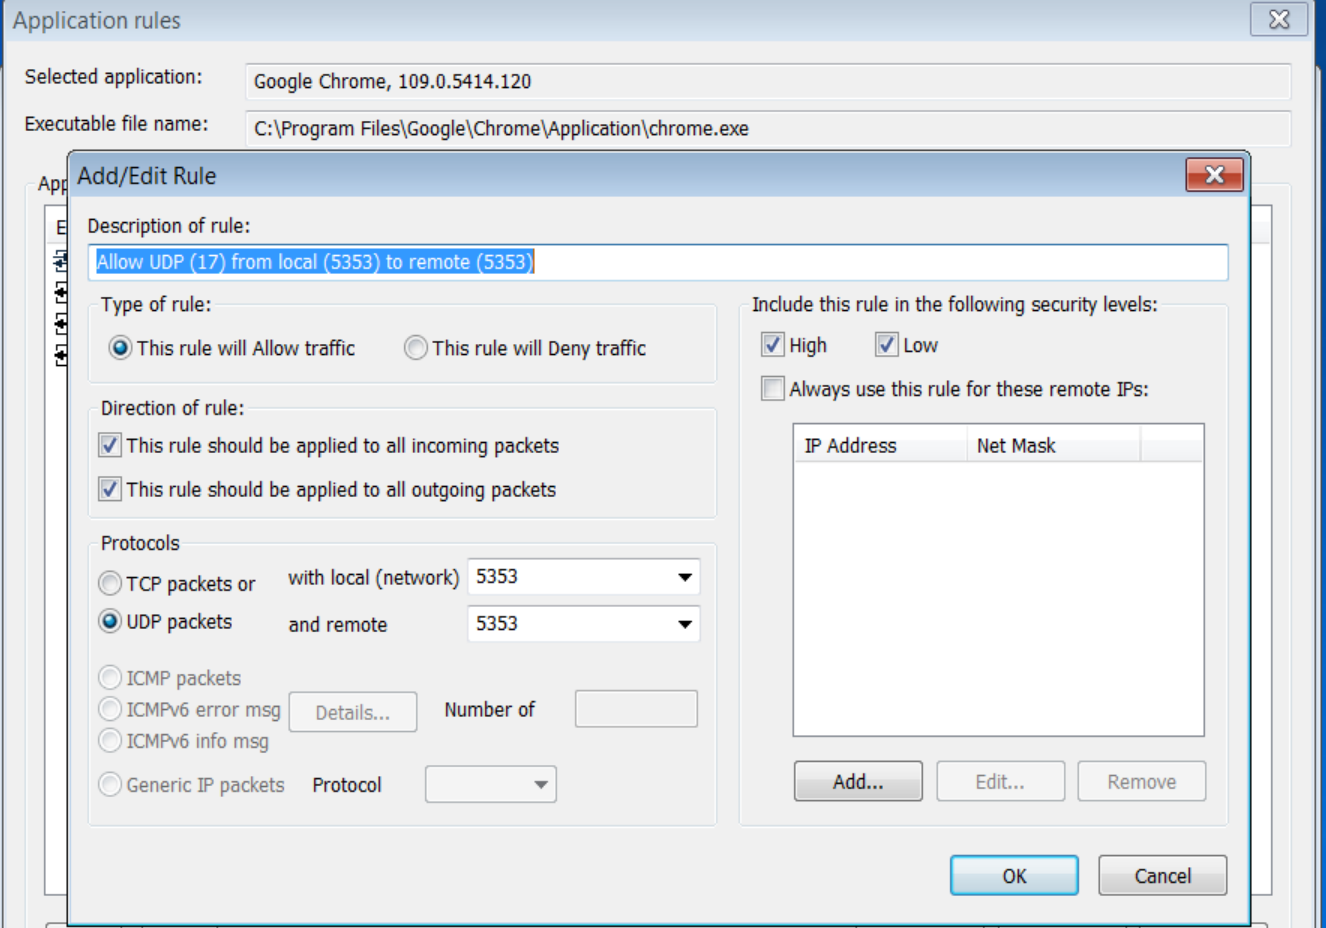 Application rules
Selected application:
Google Chrome, 109.0.5414.120
Executable file name:
C:\Program Files\Google\Chrome\Application\chrome.exe
Add/Edit Rule
Description of rule:
Allow UDP (17) from local (5353) to remote (5353)
Type of rule:
This rule will Allow traffic
This rule will Deny traffic
Direction of rule:
This rule should be applied to all incoming packets
This rule should be applied to all outgoing packets
Protocols
TCP packets or
with local (network)
5353
UDP packets
and remote
5353
ICMP packets
ICMPv6 error msg
Details...
Number of
ICMPv6 info msg
Generic IP packets
Protocol
Include this rule in the following security levels:
High
Low
Always use this rule for these remote IPs:
IP Address
Net Mask
Add...
Edit...
Remove
OK
Cancel